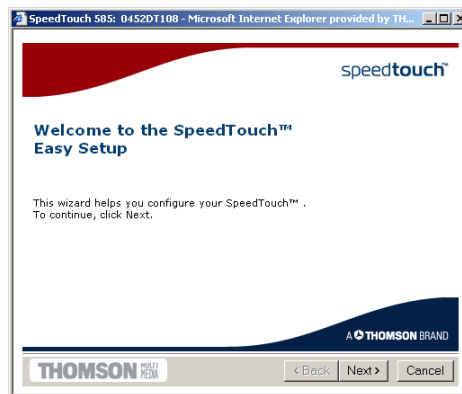 SpeedTouch 585: 0452DT108 - Microsoft Internet Explorer provided by TH...
speedtouch™
Welcome to the SpeedTouch™
Easy Setup
This wizard helps you configure your SpeedTouch™ .
To continue, click Next.
A THOMSON BRAND
THOMSON MULTI MEDIA
< Back Next > Cancel